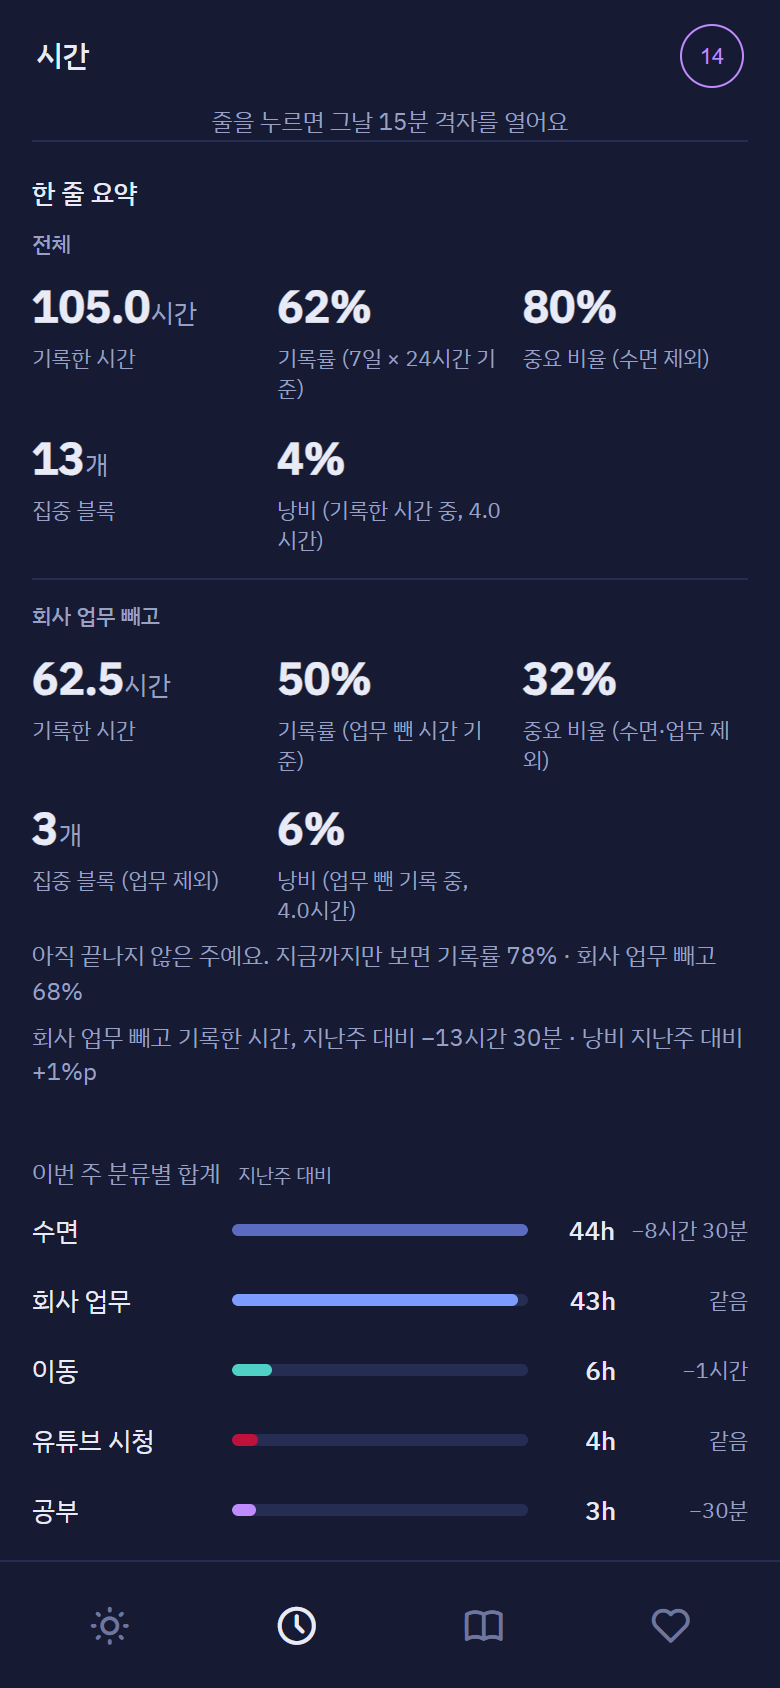 시간
14
줄을 누르면 그날 15분 격자를 열어요
한 줄 요약
전체
105.0시간
기록한 시간
62%
기록률 (7일 × 24시간 기
준)
80%
중요 비율 (수면 제외)
13개
집중 블록
4%
낭비 (기록한 시간 중, 4.0
시간)
회사 업무 빼고
62.5시간
기록한 시간
50%
기록률 (업무 뺀 시간 기
준)
32%
중요 비율 (수면·업무 제
외)
3개
집중 블록 (업무 제외)
6%
낭비 (업무 뺀 기록 중,
4.0시간)
아직 끝나지 않은 주예요. 지금까지만 보면 기록률 78% · 회사 업무 빼고
68%
회사 업무 빼고 기록한 시간, 지난주 대비 −13시간 30분 · 낭비 지난주 대비
+1%p
이번 주 분류별 합계 지난주 대비
수면 44h −8시간 30분
회사 업무 43h 같음
이동 6h −1시간
유튜브 시청 4h 같음
공부 3h −30분